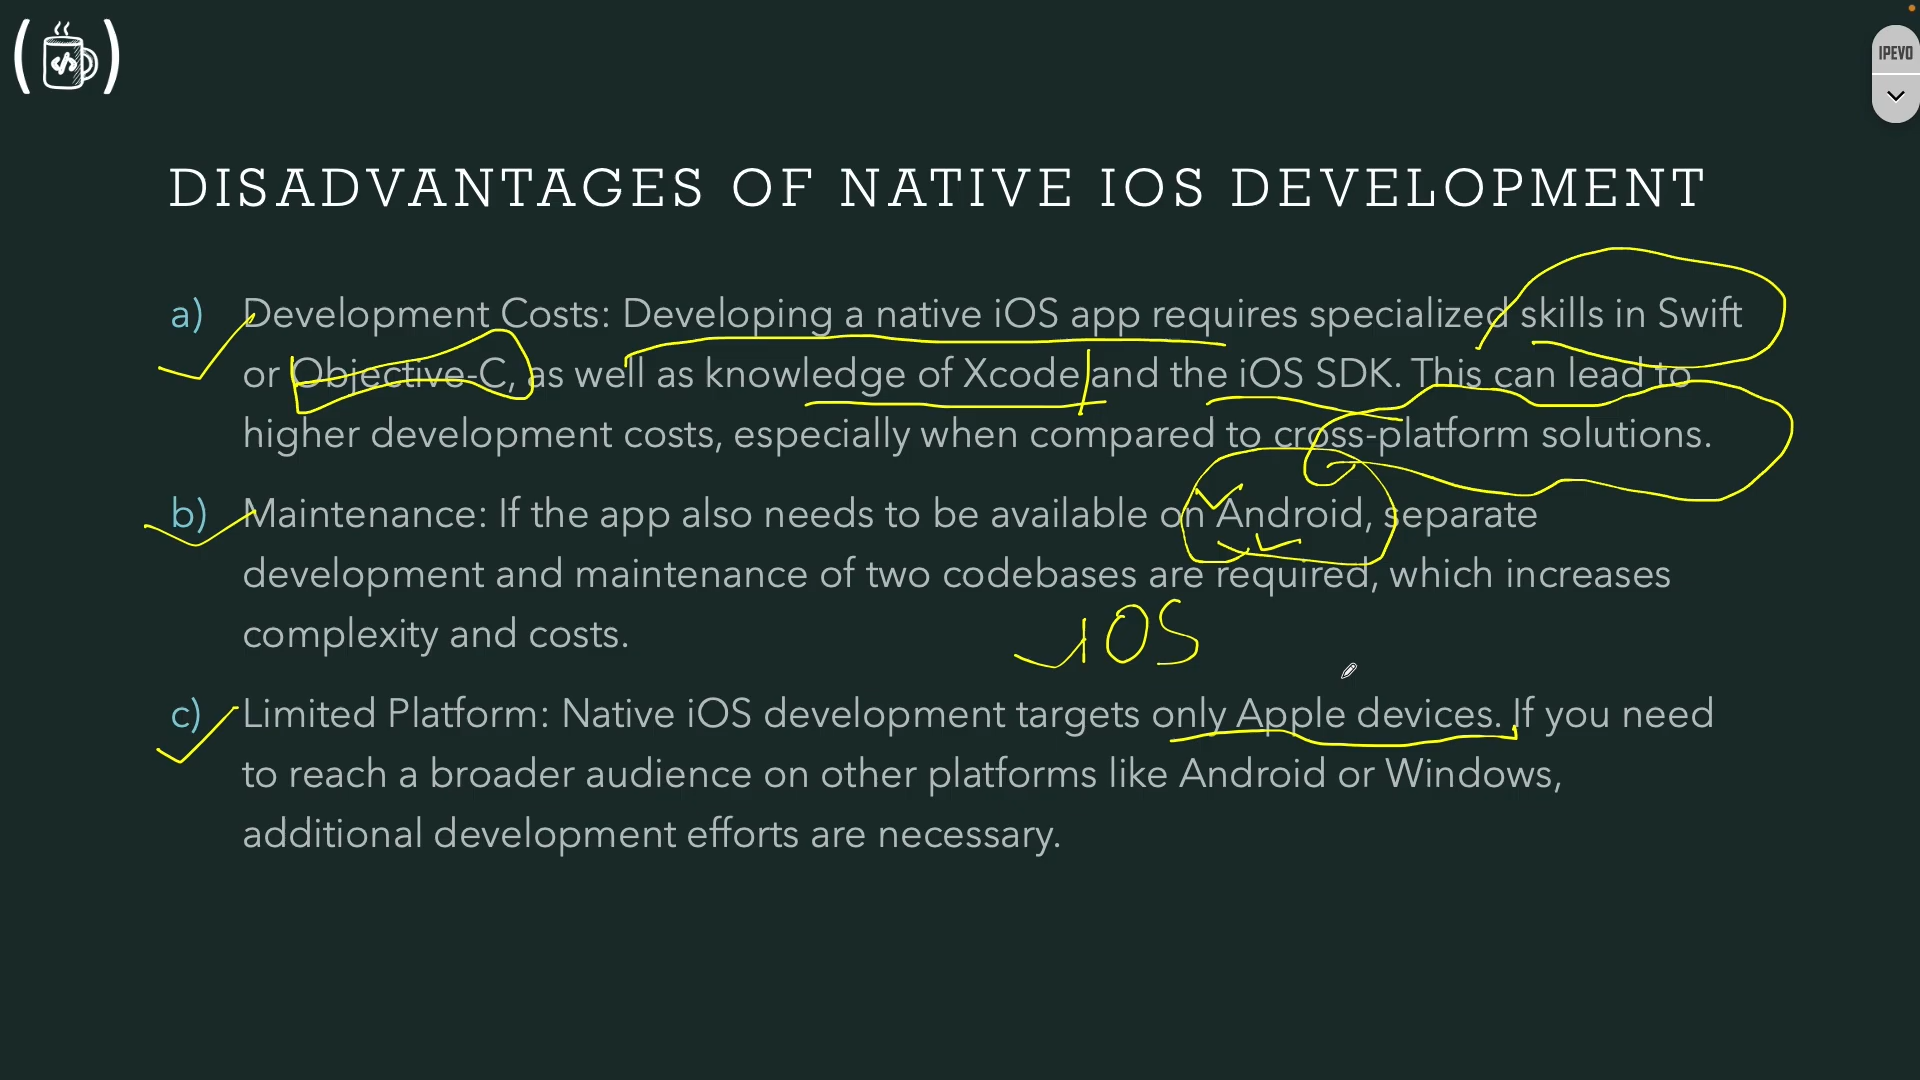 IPEVO
DISADVANTAGES OF NATIVE IOS DEVELOPMENT
a) Development Costs: Developing a native iOS app requires specialized skills in Swift
or Objective-C, as well as knowledge of Xcode and the iOS SDK. This can lead to
higher development costs, especially when compared to cross-platform solutions.
b) Maintenance: If the app also needs to be available on Android, separate
development and maintenance of two codebases are required, which increases
complexity and costs.
iOS
c) Limited Platform: Native iOS development targets only Apple devices. If you need
to reach a broader audience on other platforms like Android or Windows,
additional development efforts are necessary.